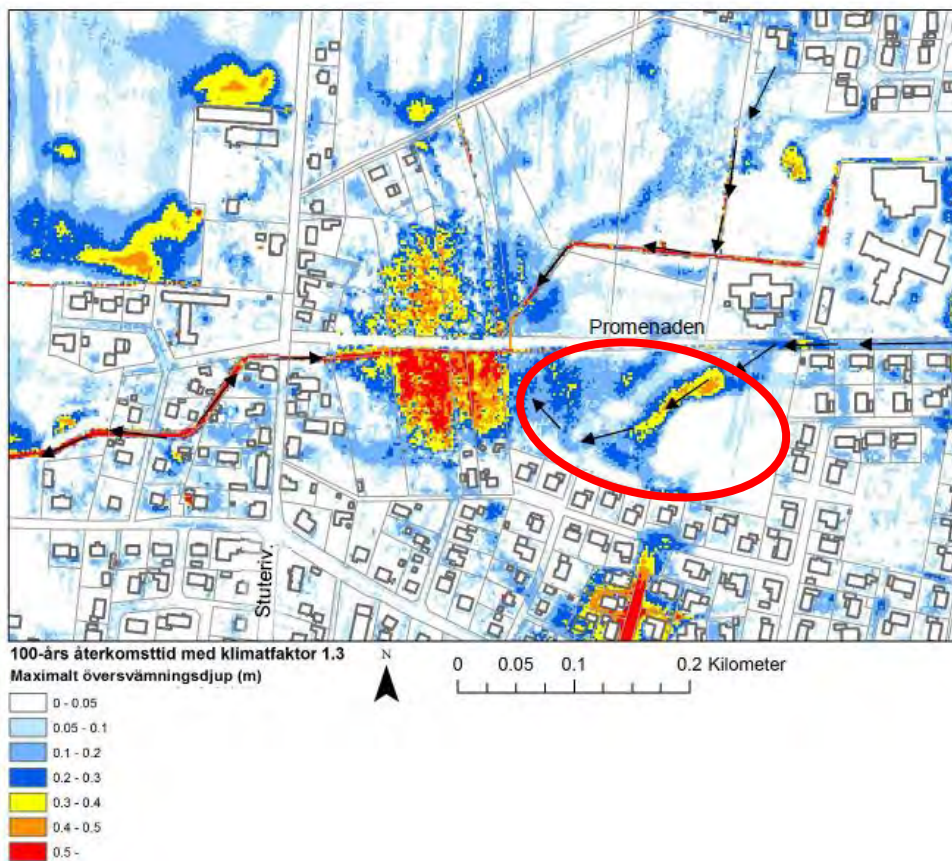 Promenaden
Stuteriv.
100-års återkomsttid med klimatfaktor 1.3
Maximalt översvämningsdjup (m)
N
0 0.05 0.1 0.2 Kilometer
0 - 0.05
0.05 - 0.1
0.1 - 0.2
0.2 - 0.3
0.3 - 0.4
0.4 - 0.5
0.5 -